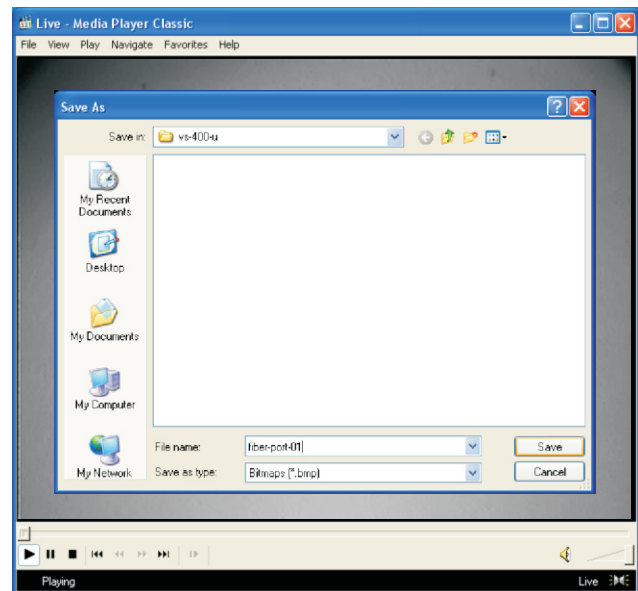 Live - Media Player Classic
File View Play Navigate Favorites Help
Save As
Save in: vs-400-u
My Recent
Documents
Desktop
My Documents
My Computer
My Network
File name: fiber-port-01
Save as type: Bitmaps (*.bmp)
Save
Cancel
Playing
Live